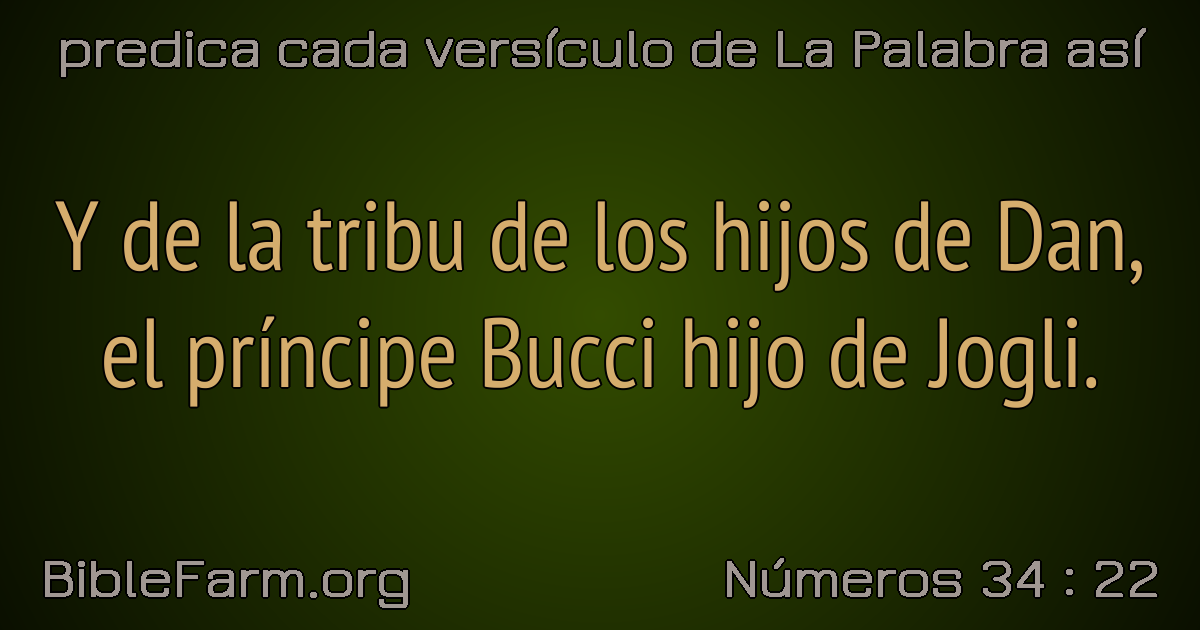 predica cada versículo de La Palabra así
Y de la tribu de los hijos de Dan,
el príncipe Bucci hijo de Jogli.
BibleFarm.org
Números 34 : 22